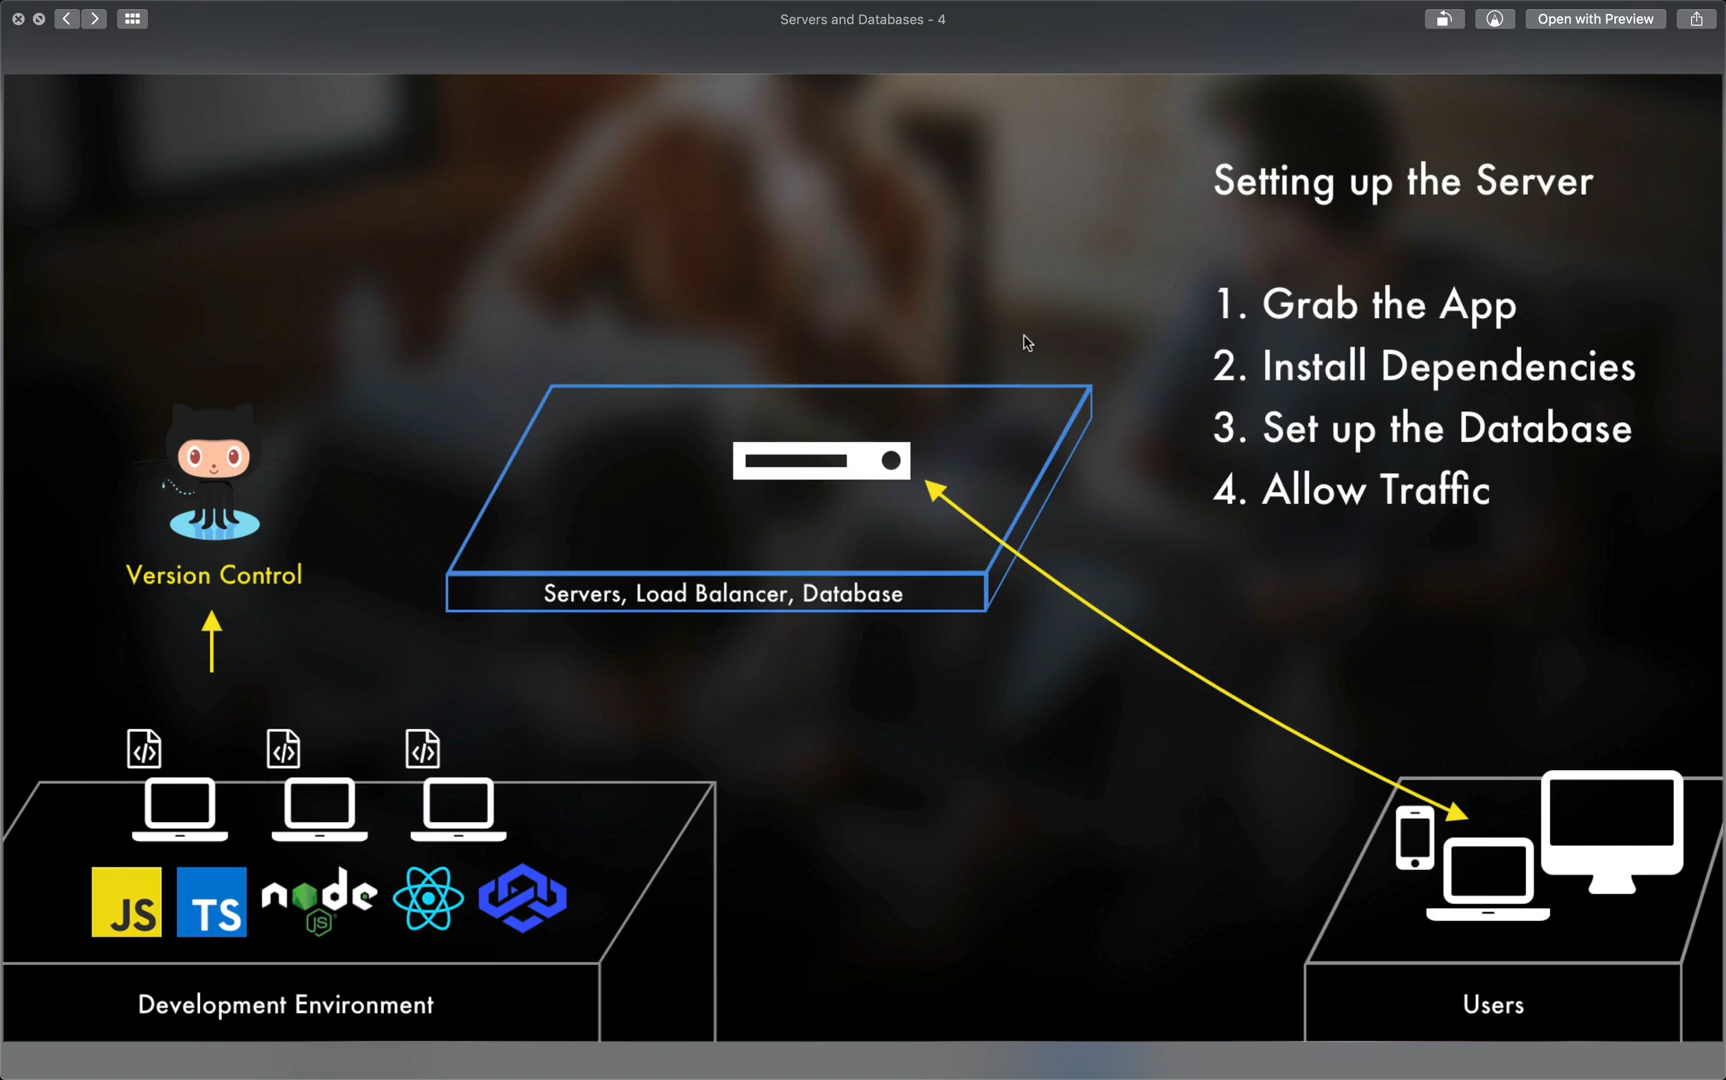 Servers and Databases - 4
Open with Preview
Setting up the Server
1. Grab the App
2. Install Dependencies
3. Set up the Database
4. Allow Traffic
Version Control
Servers, Load Balancer, Database
</>
</>
</>
JS
TS
node
JS
Development Environment
Users